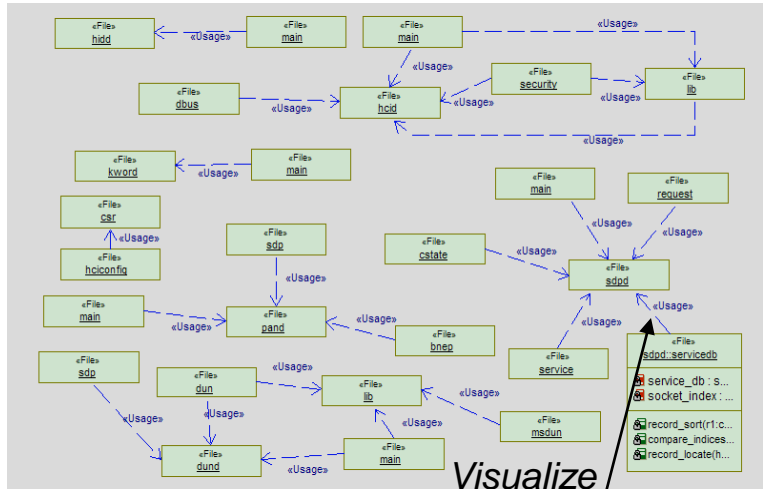 «File»
hidd
«Usage»
«File»
main
«File»
main
«Usage»
«Usage»
«File»
dbus
«Usage»
«File»
hcid
«Usage»
«File»
security
«Usage»
«File»
lib
«Usage»
«File»
kword
«Usage»
«File»
main
«File»
csr
«Usage»
«File»
hciconfig
«File»
sdp
«Usage»
«File»
main
«Usage»
«File»
pand
«Usage»
«File»
bnep
«File»
main
«Usage»
«File»
request
«Usage»
«File»
cstate
«Usage»
«File»
sdpd
«Usage»
«File»
service
«Usage»
«File»
sdpd::servicedb
service_db : s...
socket_index : ...
record_sort(r1:c...
compare_indices...
record_locate(h...
«File»
sdp
«Usage»
«File»
dun
«Usage»
«Usage»
«File»
lib
«Usage»
«File»
msdun
«Usage»
«File»
dund
«Usage»
«File»
main
Visualize